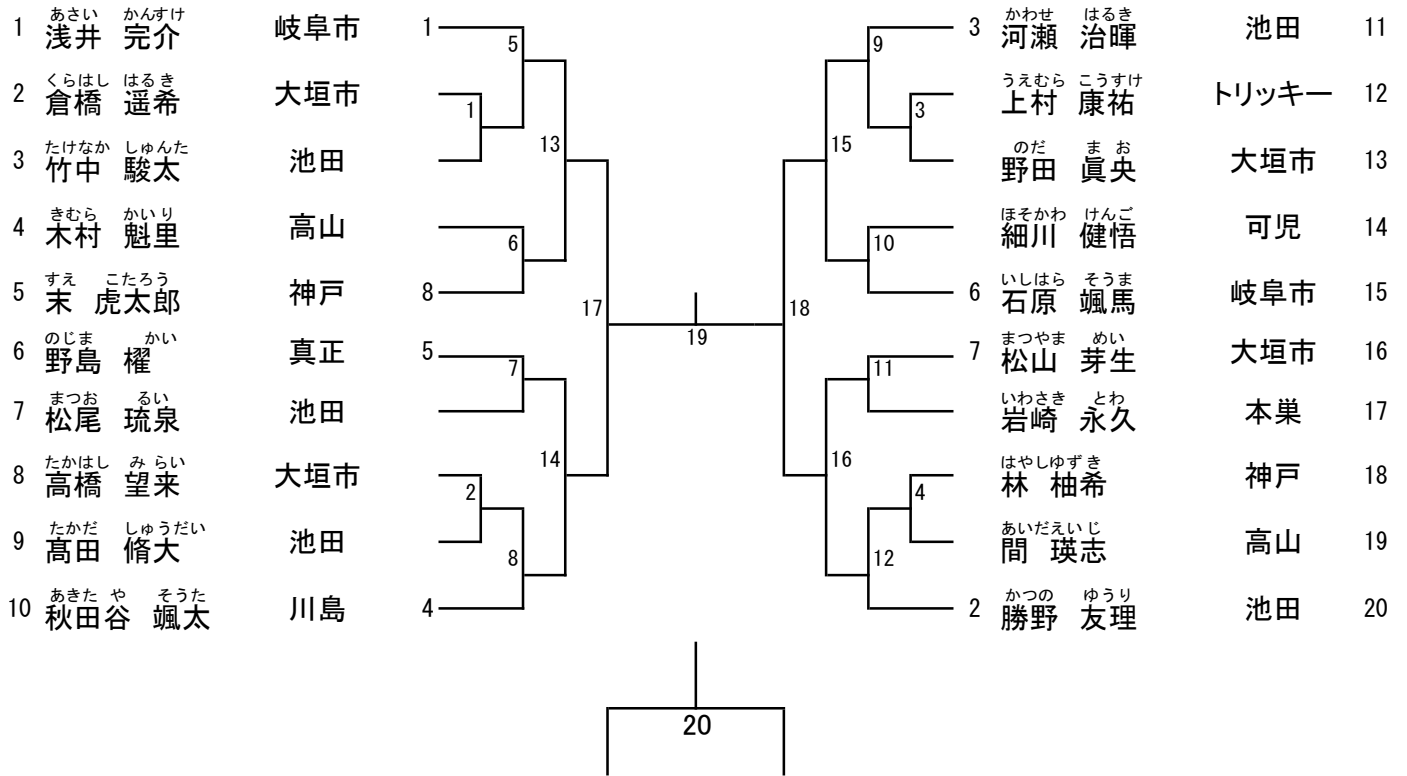 あさい かんすけ
1 浅井 完介 岐阜市 1
くらはし はるき
2 倉橋 遥希 大垣市
たけなか しゅんた
3 竹中 駿太 池田
きむら かいり
4 木村 魁里 高山
すえ こたろう
5 末 虎太郎 神戸 8
のじま かい
6 野島 櫂 真正 5
まつお るい
7 松尾 琉泉 池田
たかはし みらい
8 高橋 望来 大垣市
たかだ しゅうだい
9 髙田 脩大 池田
あきたや そうた
10 秋田谷 颯太 川島 4
5
1
13
6
17
7
14
2
8
19
9
3
15
10
18
11
16
4
12
かわせ はるき
3 河瀬 治暉 池田 11
うえむら こうすけ
上村 康祐 トリッキー 12
のだ まお
野田 眞央 大垣市 13
ほそかわ けんご
細川 健悟 可児 14
いしはら そうま
6 石原 颯馬 岐阜市 15
まつやま めい
7 松山 芽生 大垣市 16
いわさき とわ
岩崎 永久 本巣 17
はやしゆずき
林 柚希 神戸 18
あいだえいじ
間 瑛志 高山 19
かつの ゆうり
2 勝野 友理 池田 20
20